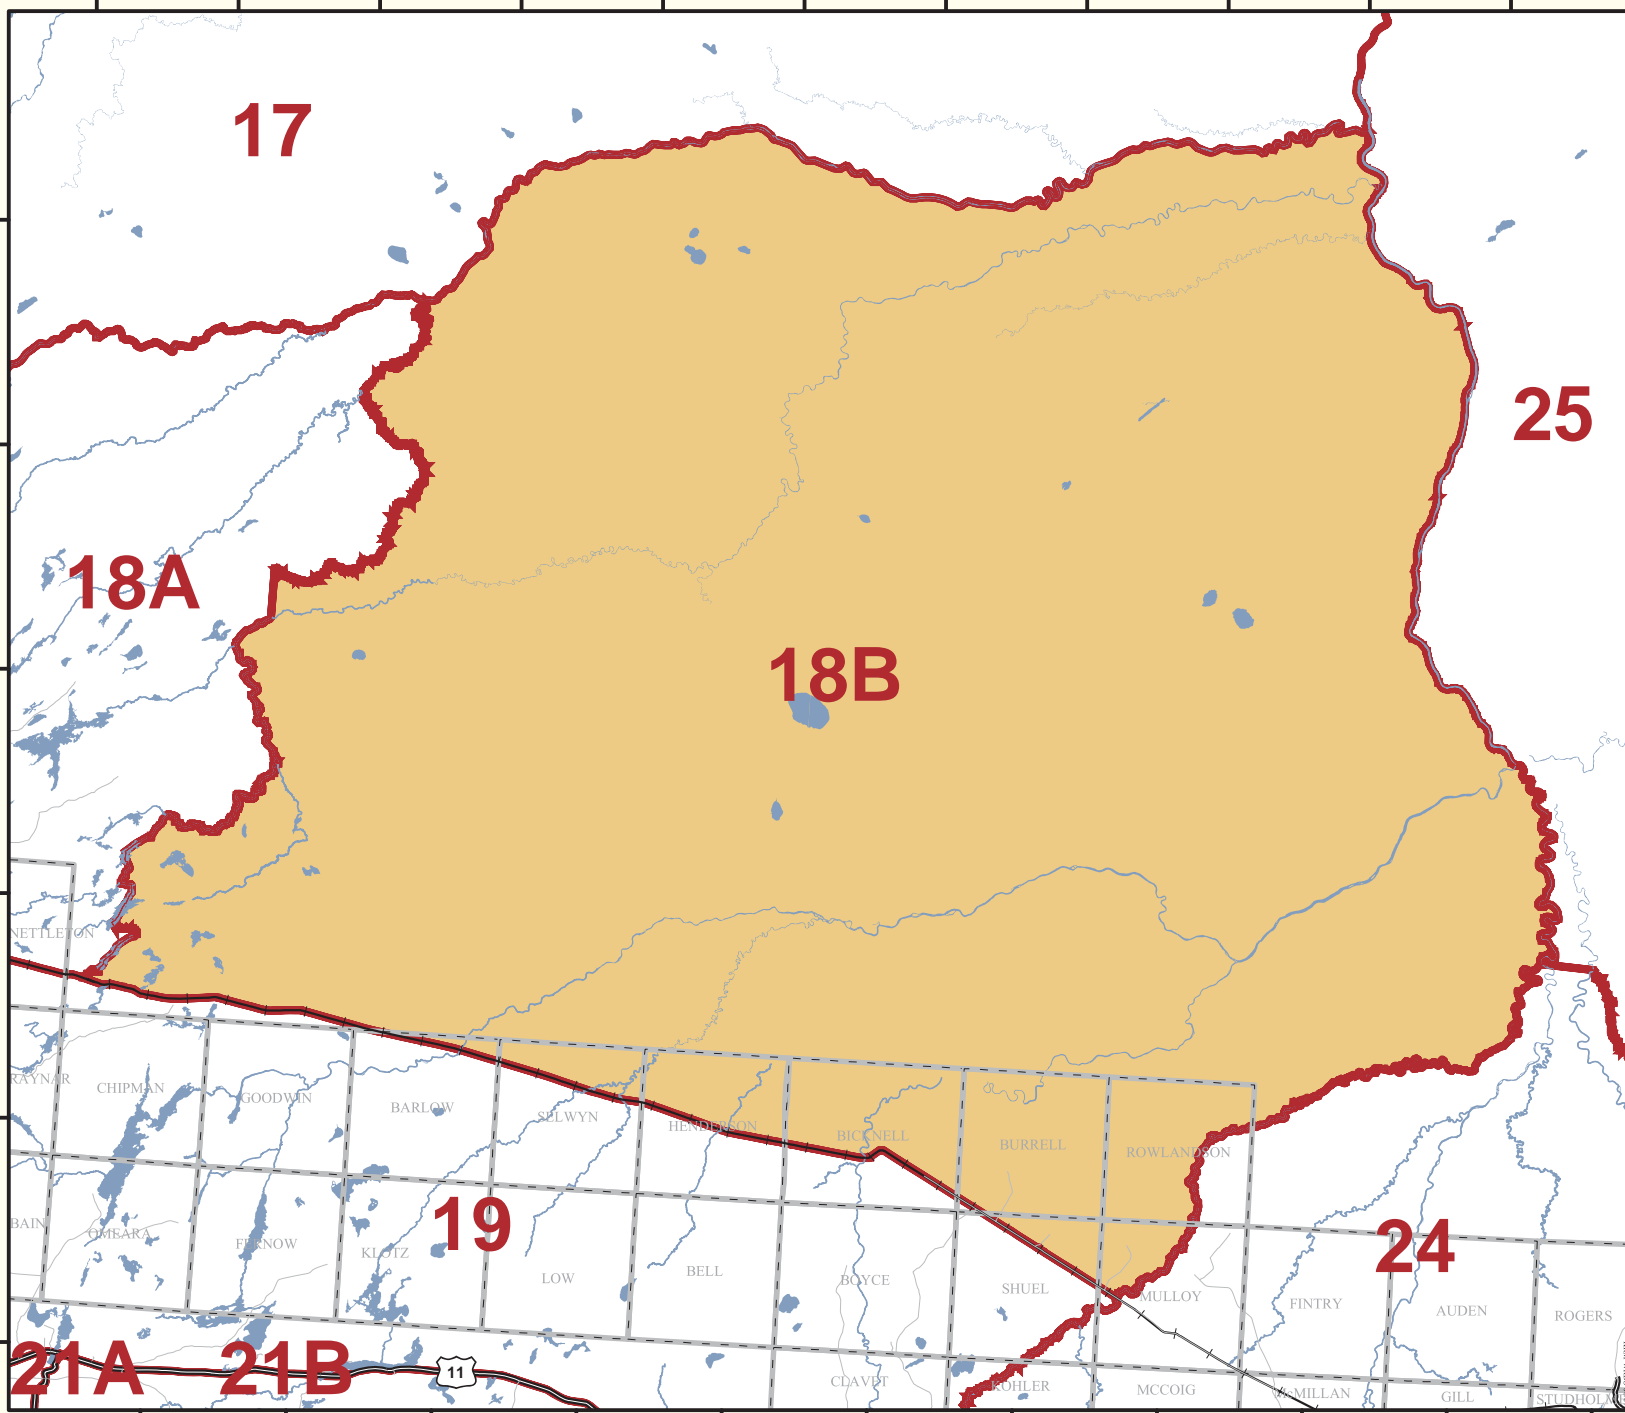 17
25
18A
18B
NETTLETON
RAYNAR
CHIPMAN
GOODWIN
BARLOW
SELWYN
HENDERSON
BICKNELL
BURRELL
ROWLANDSON
BAIN
OMEARA
FERNOW
KLOTZ
19
LOW
BELL
BOYCE
SHUEL
MULLOY
24
FINTRY
AUDEN
ROGERS
21A
21B
11
CLAVET
KOHLER
MCCOIG
McMILLAN
GILL
STUDHOLME